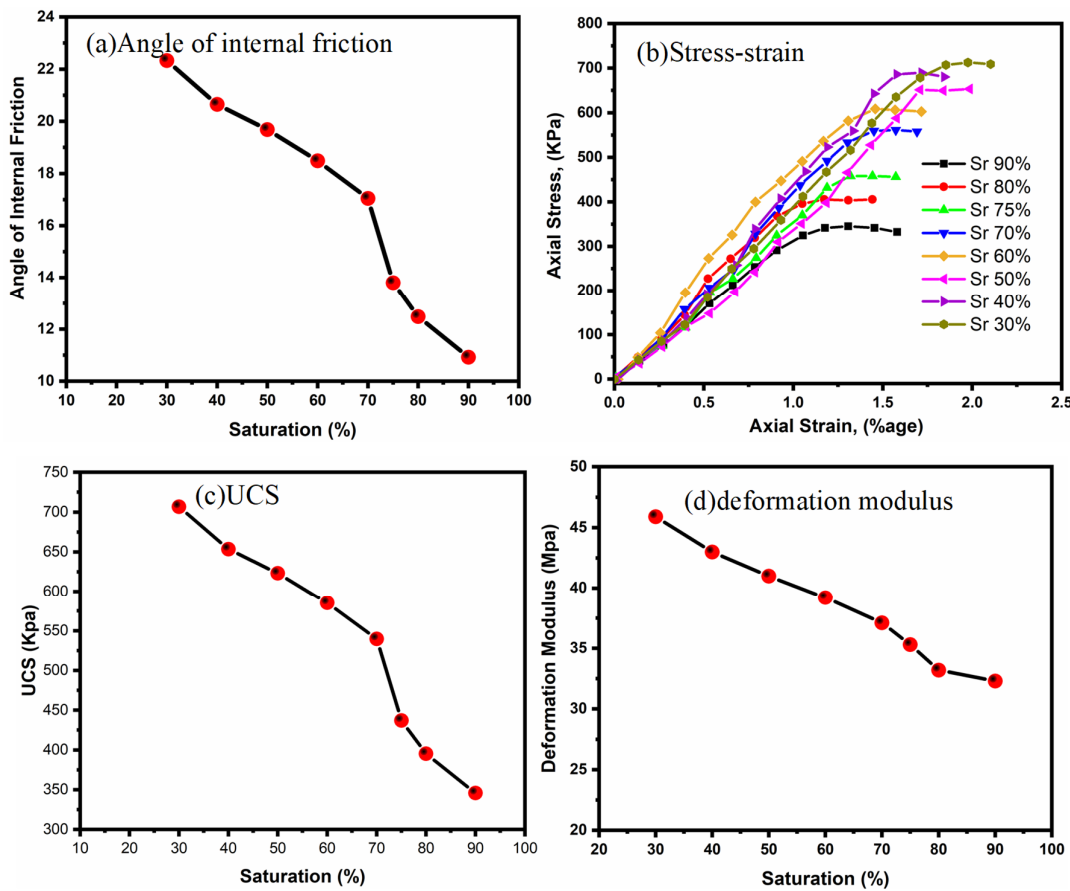 (a)Angle of internal friction
Angle of Internal Friction
24
22
20
18
16
14
12
10
10 20 30 40 50 60 70 80 90 100
Saturation (%)
(b)Stress-strain
Axial Stress, (KPa)
800
700
600
500
400
300
200
100
0
0.0 0.5 1.0 1.5 2.0 2.5
Axial Strain, (%age)
Sr 90%
Sr 80%
Sr 75%
Sr 70%
Sr 60%
Sr 50%
Sr 40%
Sr 30%
(c)UCS
UCS (Kpa)
750
700
650
600
550
500
450
400
350
300
10 20 30 40 50 60 70 80 90 100
Saturation (%)
(d)deformation modulus
Deformation Modulus (Mpa)
50
45
40
35
30
25
20
20 30 40 50 60 70 80 90 100
Saturation (%)